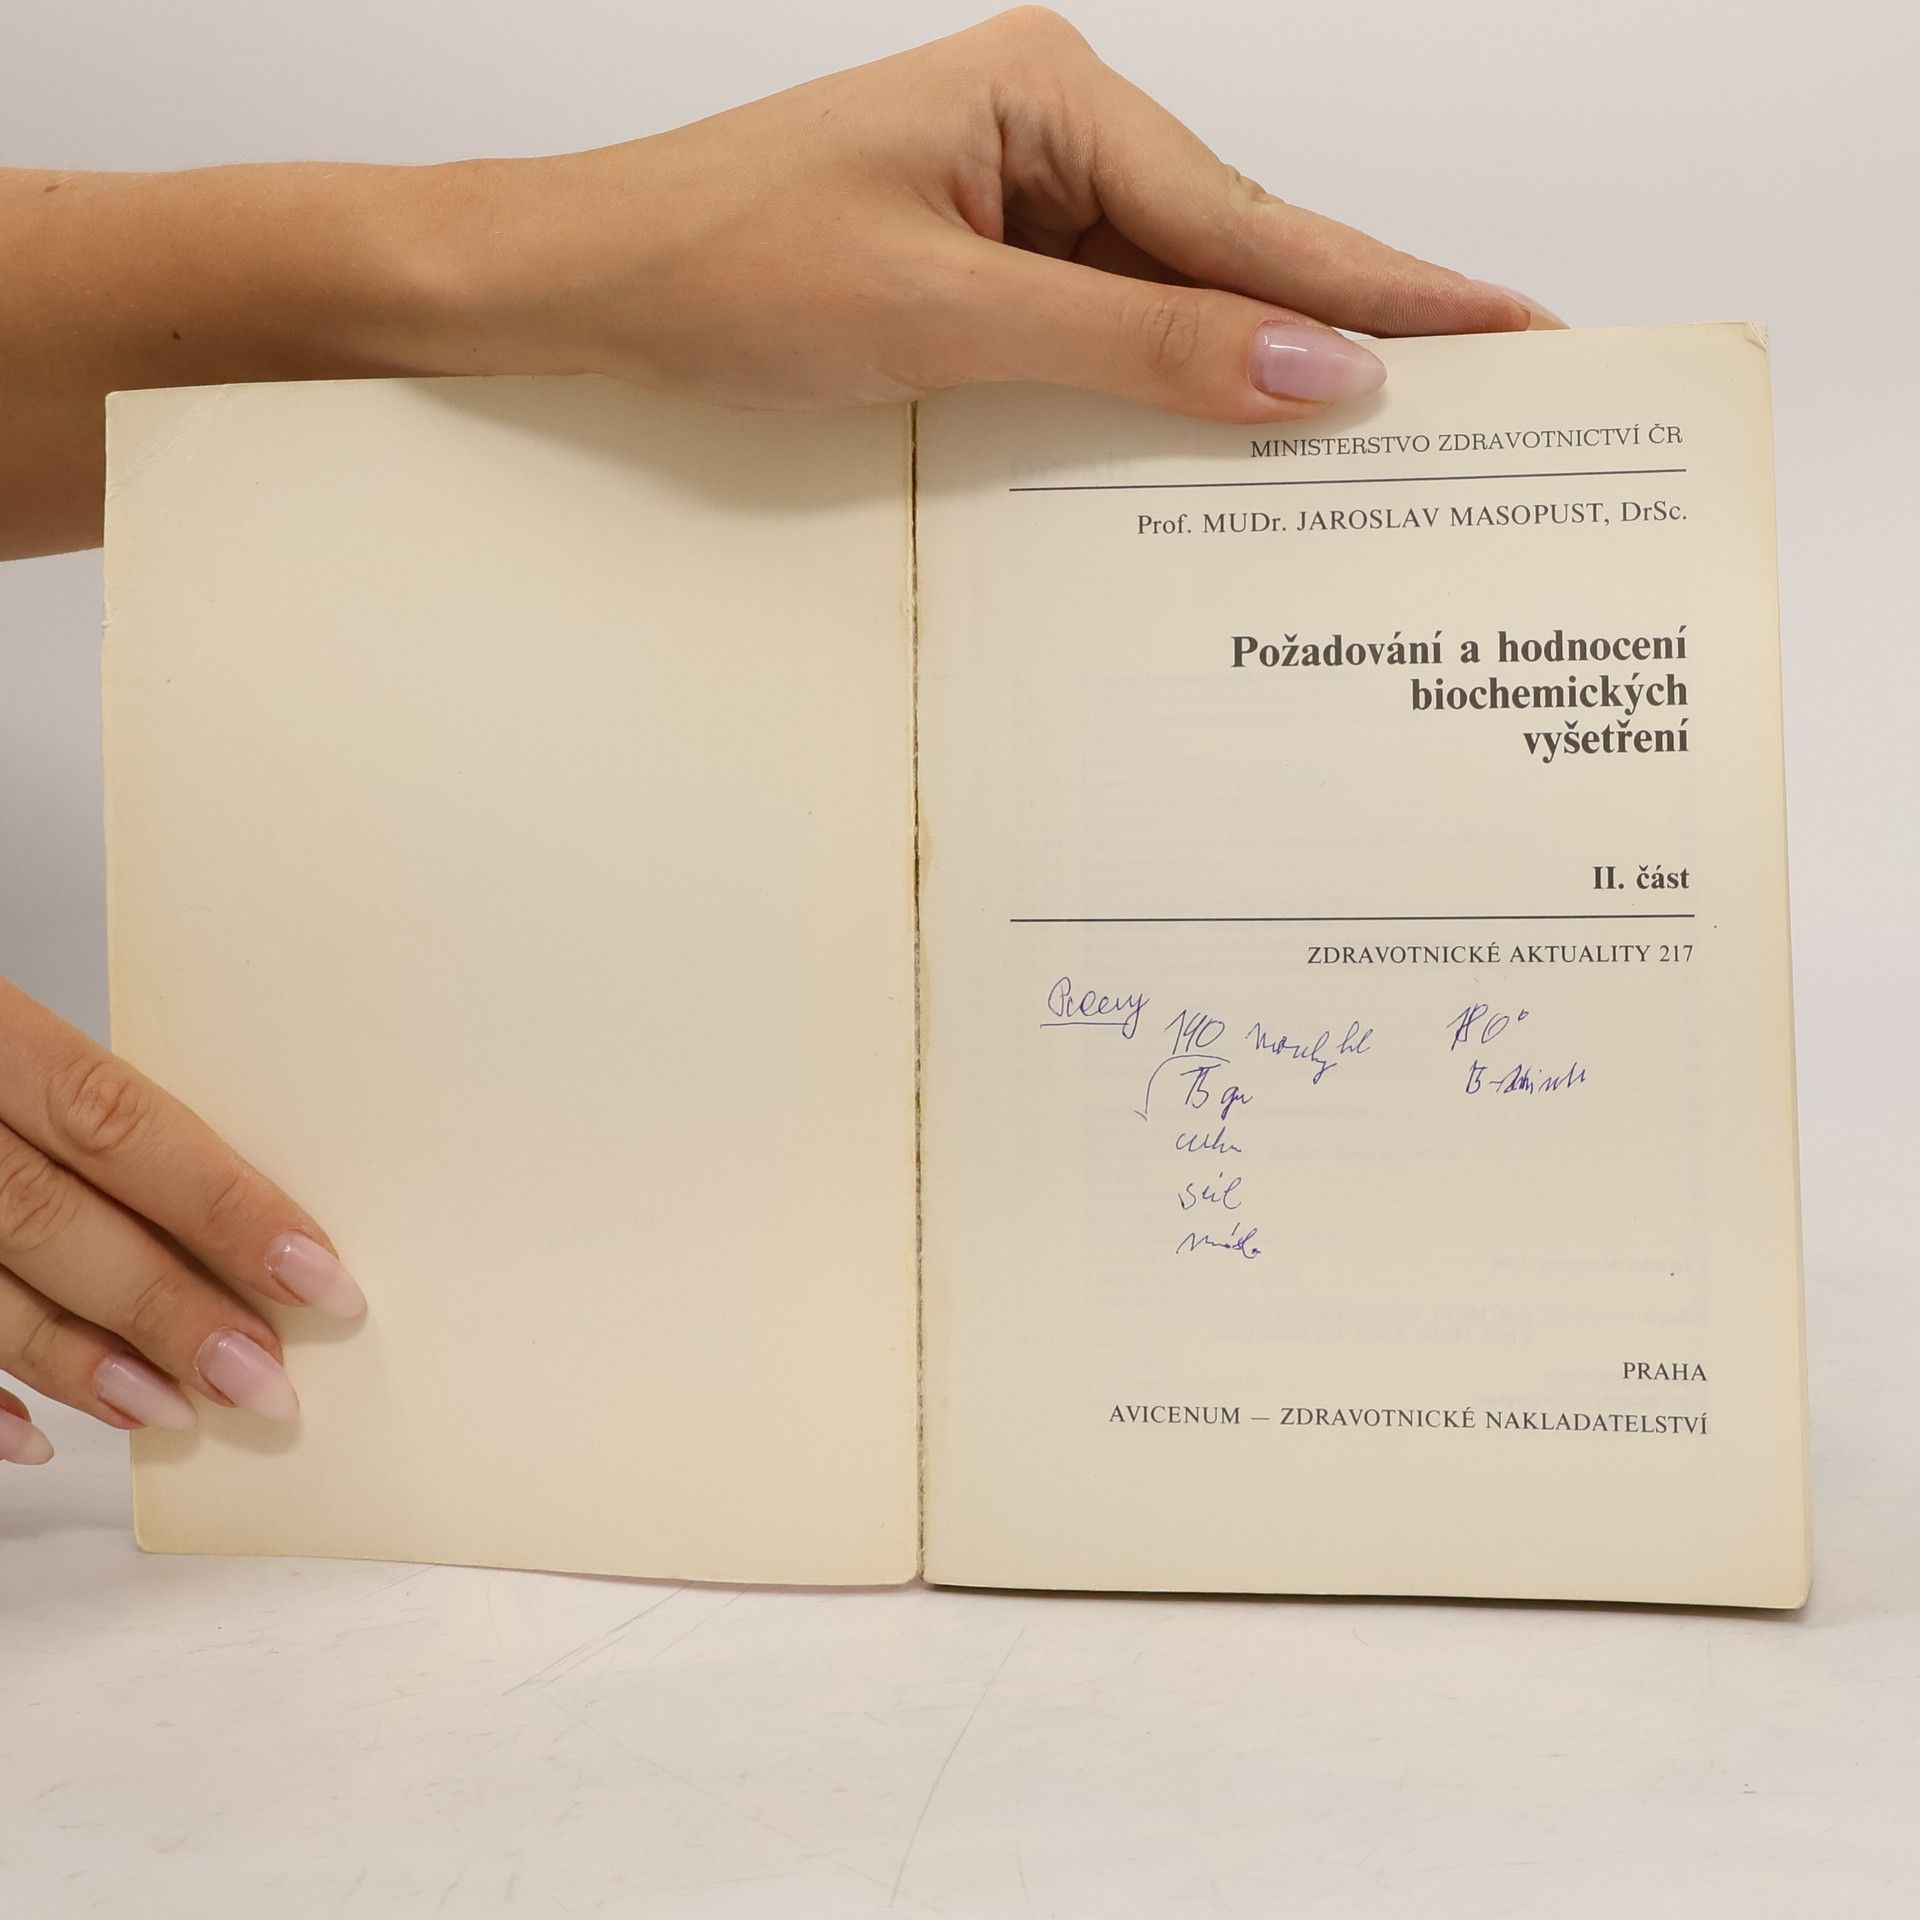 MINISTERSTVO ZDRAVOTNICTVÍ ČR
Prof. MUDr. JAROSLAV MASOPUST, DrSc.
Požadování a hodnocení
biochemických
vyšetření
II. část
ZDRAVOTNICKÉ AKTUALITY 217
140
180°
sůl
PRAHA
AVICENUM — ZDRAVOTNICKÉ NAKLADATELSTVÍ